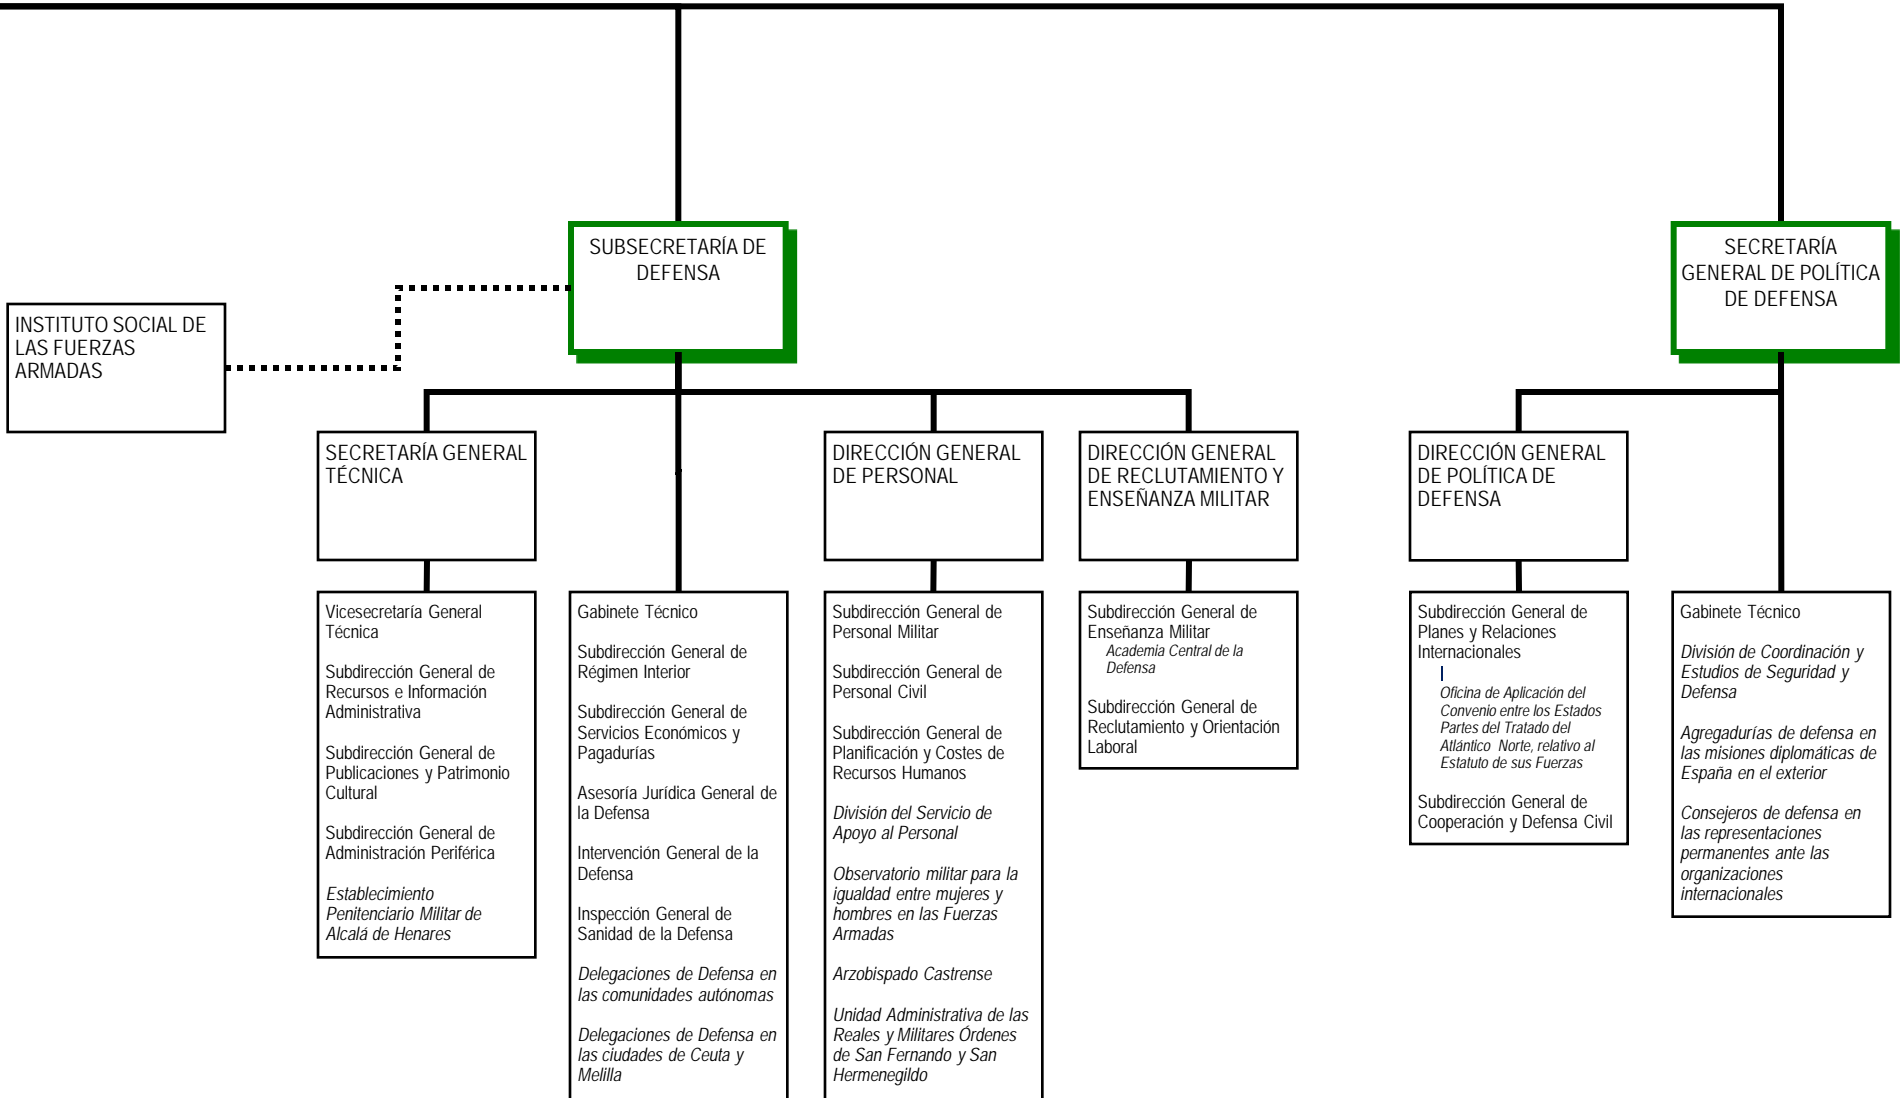 SUBSECRETARÍA DE
DEFENSA
SECRETARÍA
GENERAL DE POLÍTICA
DE DEFENSA
INSTITUTO SOCIAL DE
LAS FUERZAS
ARMADAS
SECRETARÍA GENERAL
TÉCNICA
DIRECCIÓN GENERAL
DE PERSONAL
DIRECCIÓN GENERAL
DE RECLUTAMIENTO Y
ENSEÑANZA MILITAR
DIRECCIÓN GENERAL
DE POLÍTICA DE
DEFENSA
Vicesecretaría General
Técnica
Subdirección General de
Recursos e Información
Administrativa
Subdirección General de
Publicaciones y Patrimonio
Cultural
Subdirección General de
Administración Periférica
Establecimiento
Penitenciario Militar de
Alcalá de Henares
Gabinete Técnico
Subdirección General de
Régimen Interior
Subdirección General de
Servicios Económicos y
Pagadurías
Asesoría Jurídica General de
la Defensa
Intervención General de la
Defensa
Inspección General de
Sanidad de la Defensa
Delegaciones de Defensa en
las comunidades autónomas
Delegaciones de Defensa en
las ciudades de Ceuta y
Melilla
Subdirección General de
Personal Militar
Subdirección General de
Personal Civil
Subdirección General de
Planificación y Costes de
Recursos Humanos
División del Servicio de
Apoyo al Personal
Observatorio militar para la
igualdad entre mujeres y
hombres en las Fuerzas
Armadas
Arzobispado Castrense
Unidad Administrativa de las
Reales y Militares Órdenes
de San Fernando y San
Hermenegildo
Subdirección General de
Enseñanza Militar
Academia Central de la
Defensa
Subdirección General de
Reclutamiento y Orientación
Laboral
Subdirección General de
Planes y Relaciones
Internacionales
Oficina de Aplicación del
Convenio entre los Estados
Partes del Tratado del
Atlántico Norte, relativo al
Estatuto de sus Fuerzas
Subdirección General de
Cooperación y Defensa Civil
Gabinete Técnico
División de Coordinación y
Estudios de Seguridad y
Defensa
Agregadurías de defensa en
las misiones diplomáticas de
España en el exterior
Consejeros de defensa en
las representaciones
permanentes ante las
organizaciones
internacionales